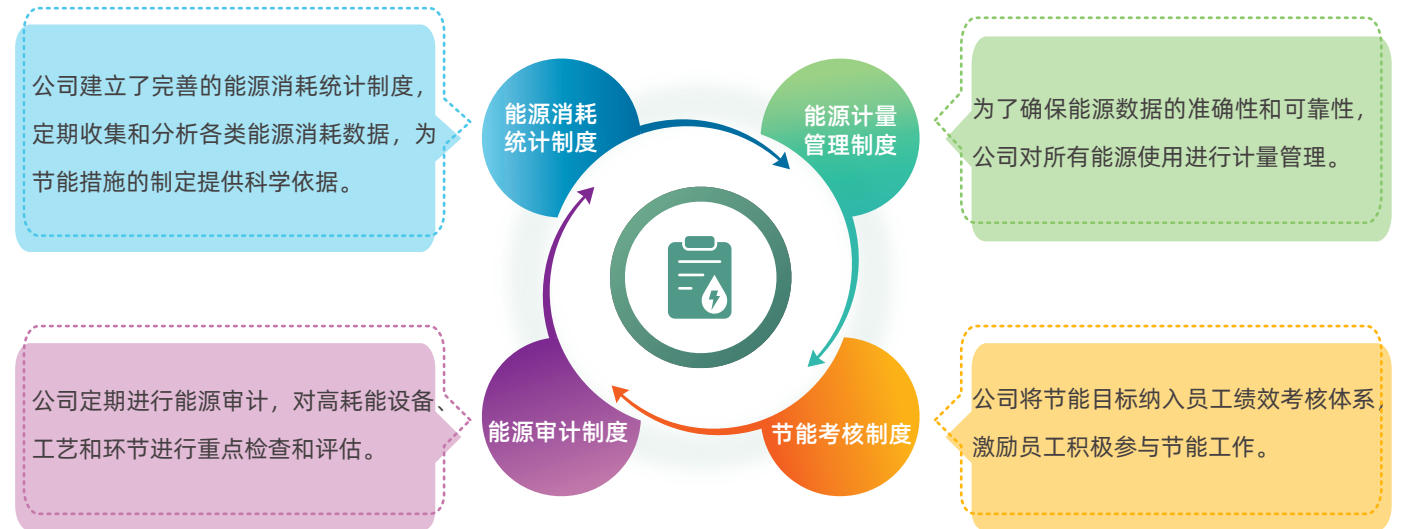 公司建立了完善的能源消耗统计制度，
定期收集和分析各类能源消耗数据，为
节能措施的制定提供科学依据。
能源消耗
统计制度
能源计量
管理制度
为了确保能源数据的准确性和可靠性，
公司对所有能源使用进行计量管理。
公司定期进行能源审计，对高耗能设备、
工艺和环节进行重点检查和评估。
能源审计制度
节能考核制度
公司将节能目标纳入员工绩效考核体系，
激励员工积极参与节能工作。